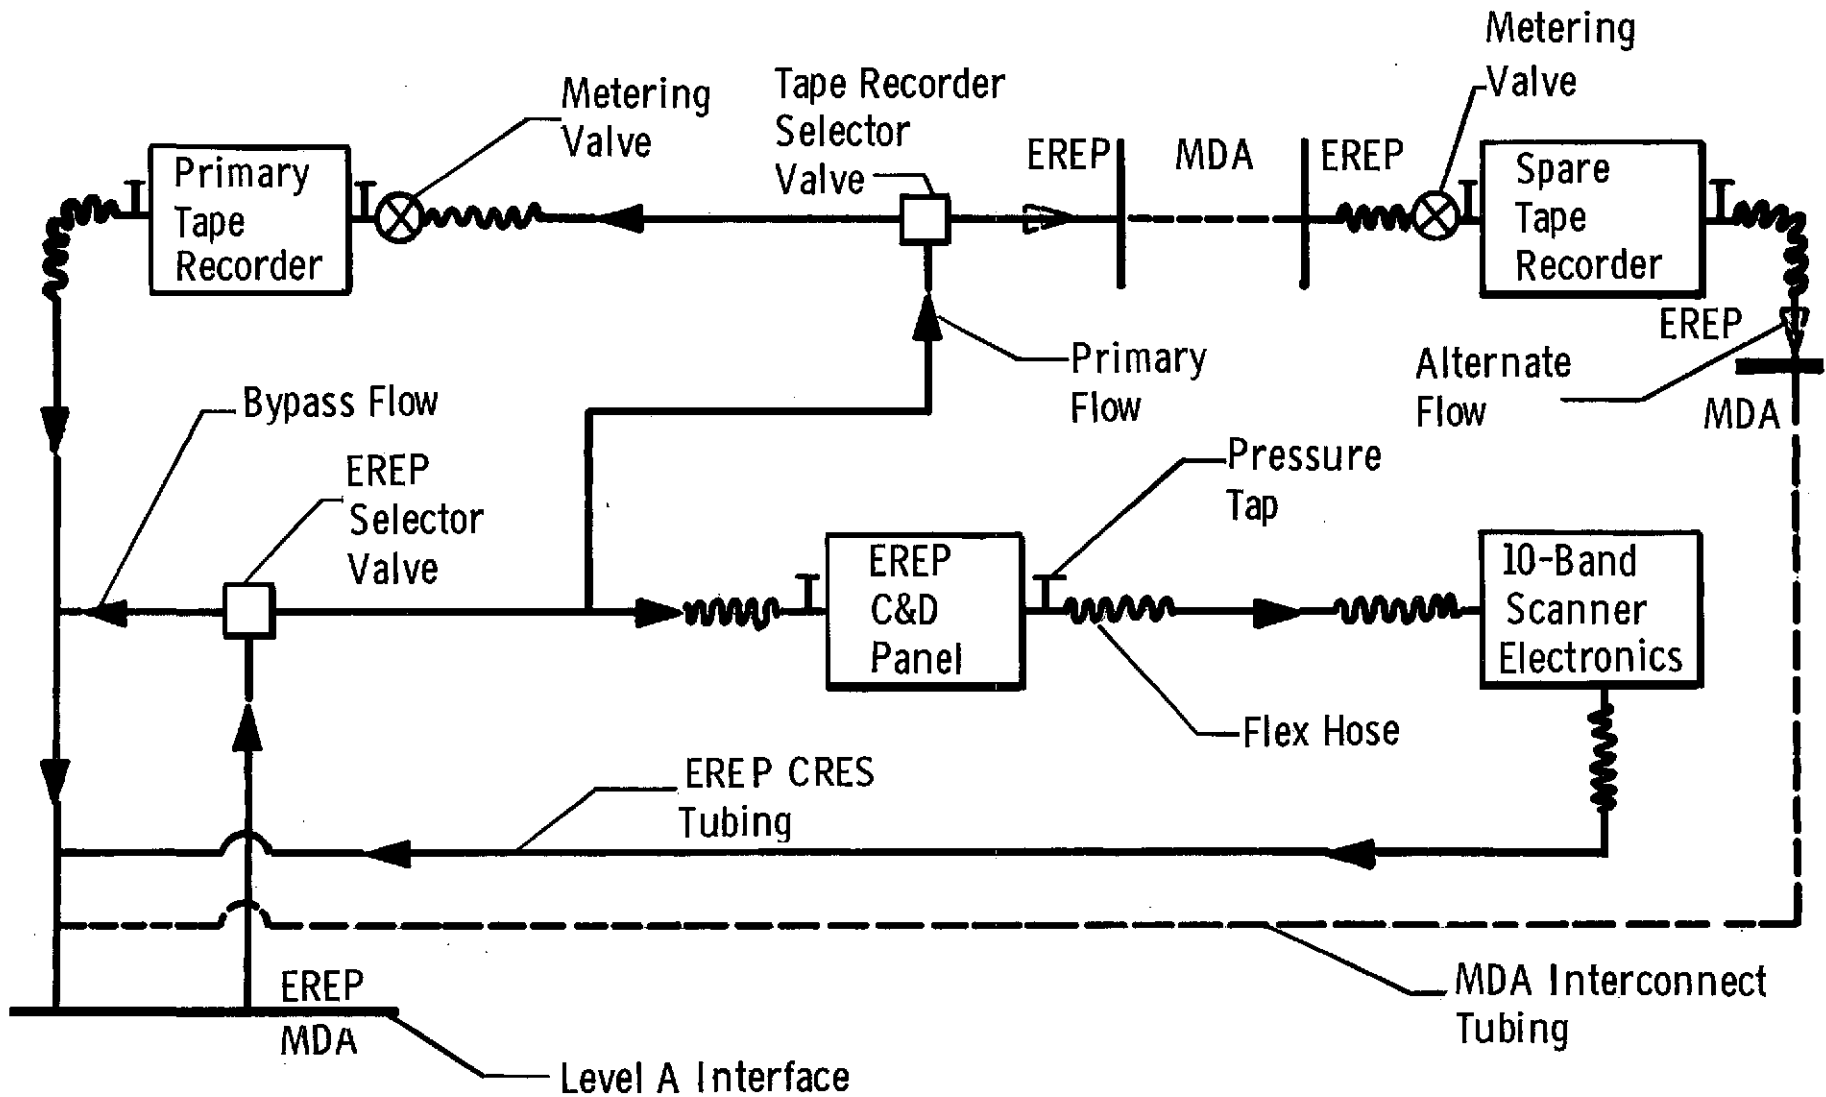 Metering
Valve
Tape Recorder
Selector
Valve
Metering
Valve
EREP
MDA
EREP
Primary
Tape
Recorder
Spare
Tape
Recorder
EREP
MDA
Primary
Flow
Alternate
Flow
Bypass Flow
EREP
Selector
Valve
Pressure
Tap
EREP
C&D
Panel
10-Band
Scanner
Electronics
Flex Hose
EREP CRES
Tubing
EREP
MDA
MDA Interconnect
Tubing
Level A Interface